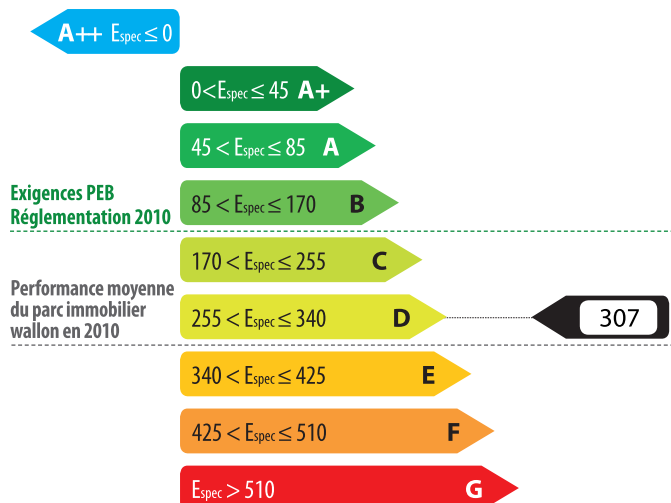 A++ Espec ≤ 0
0 < Espec ≤ 45 A+
45 < Espec ≤ 85 A
Exigences PEB
Réglementation 2010
85 < Espec ≤ 170 B
170 < Espec ≤ 255 C
Performance moyenne
du parc immobilier
wallon en 2010
255 < Espec ≤ 340 D
307
340 < Espec ≤ 425 E
425 < Espec ≤ 510 F
Espec > 510 G